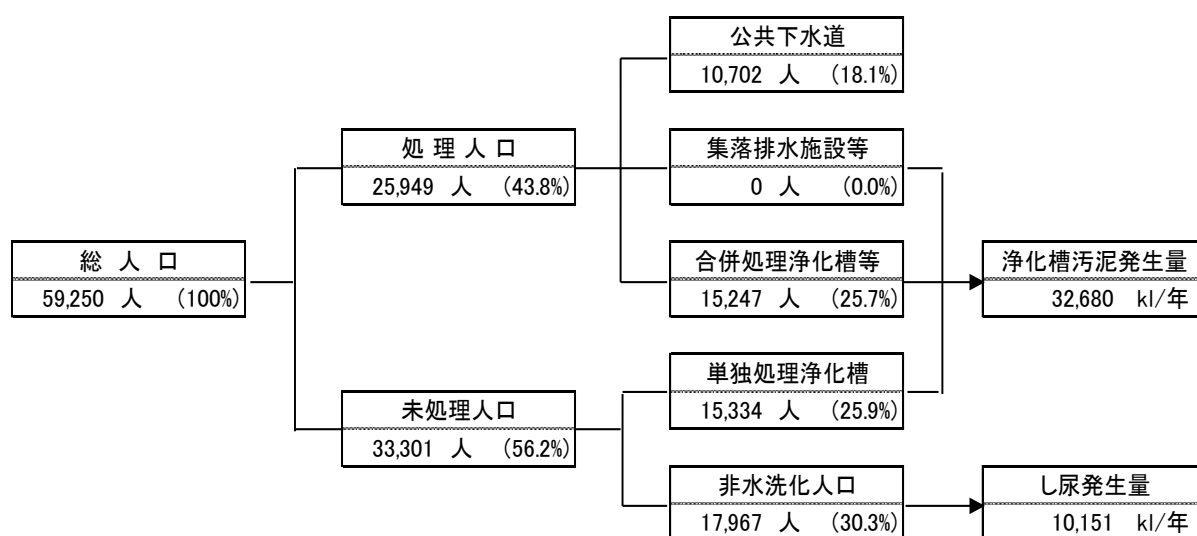 公共下水道
10,702 人 (18.1%)
処理人口
25,949 人 (43.8%)
集落排水施設等
0 人 (0.0%)
総人口
59,250 人 (100%)
合併処理浄化槽等
15,247 人 (25.7%)
浄化槽汚泥発生量
32,680 kl/年
単独処理浄化槽
15,334 人 (25.9%)
未処理人口
33,301 人 (56.2%)
非水洗化人口
17,967 人 (30.3%)
し尿発生量
10,151 kl/年